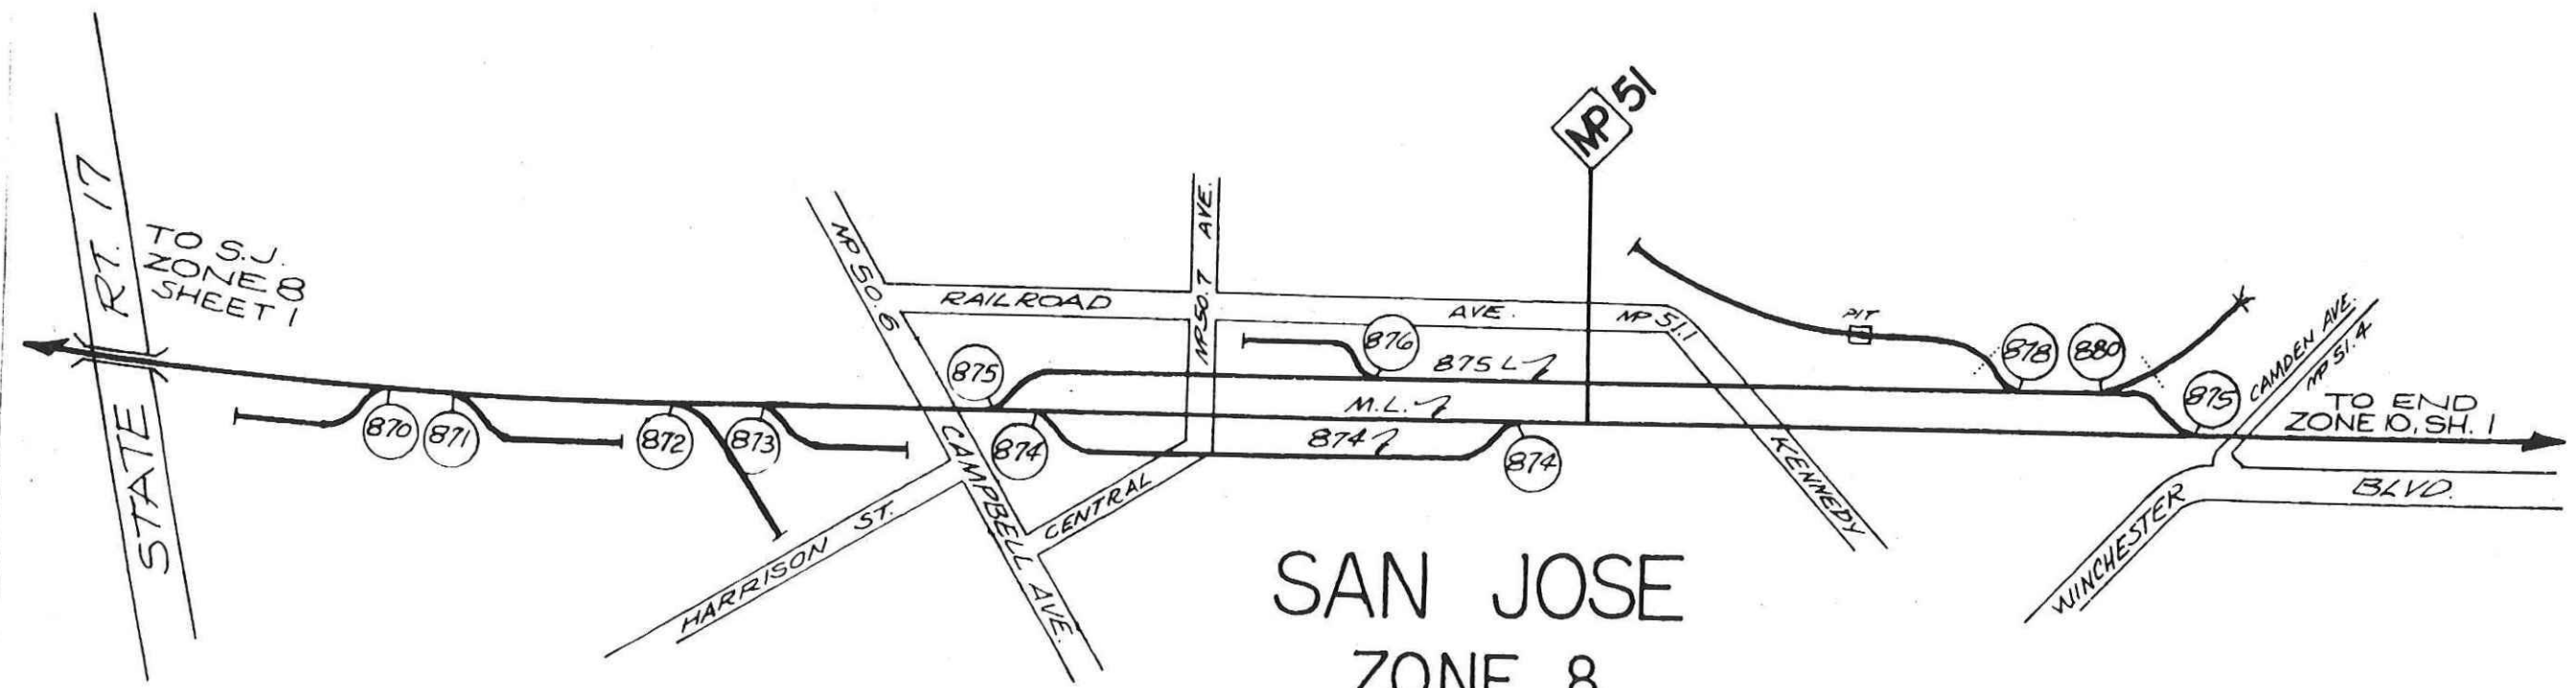 MP 51
STATE RT. 17
TO S.J.
ZONE 8
SHEET 1
MP 50.6
CAMPBELL AVE.
RAILROAD AVE.
MP 50.7 AVE.
MP 51.1
KENNEDY
PIT
878
880
876
875
875 L
875
M.L.
874
874
874
870
871
872
873
CAMDEN AVE.
MP 51.4
TO END
ZONE 10, SH. 1
HARRISON ST.
CENTRAL
WINCHESTER BLVD.
SAN JOSE
ZONE 8